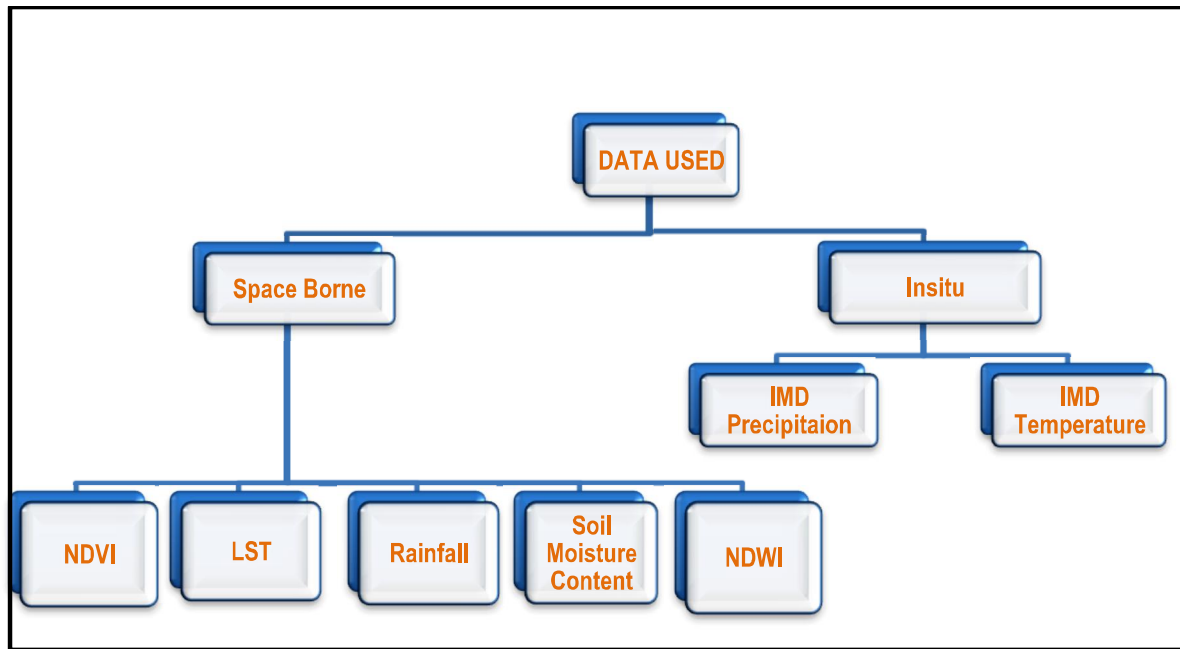 DATA USED
Space Borne
Insitu
IMD
Precipitaion
IMD
Temperature
NDVI
LST
Rainfall
Soil
Moisture
Content
NDWI